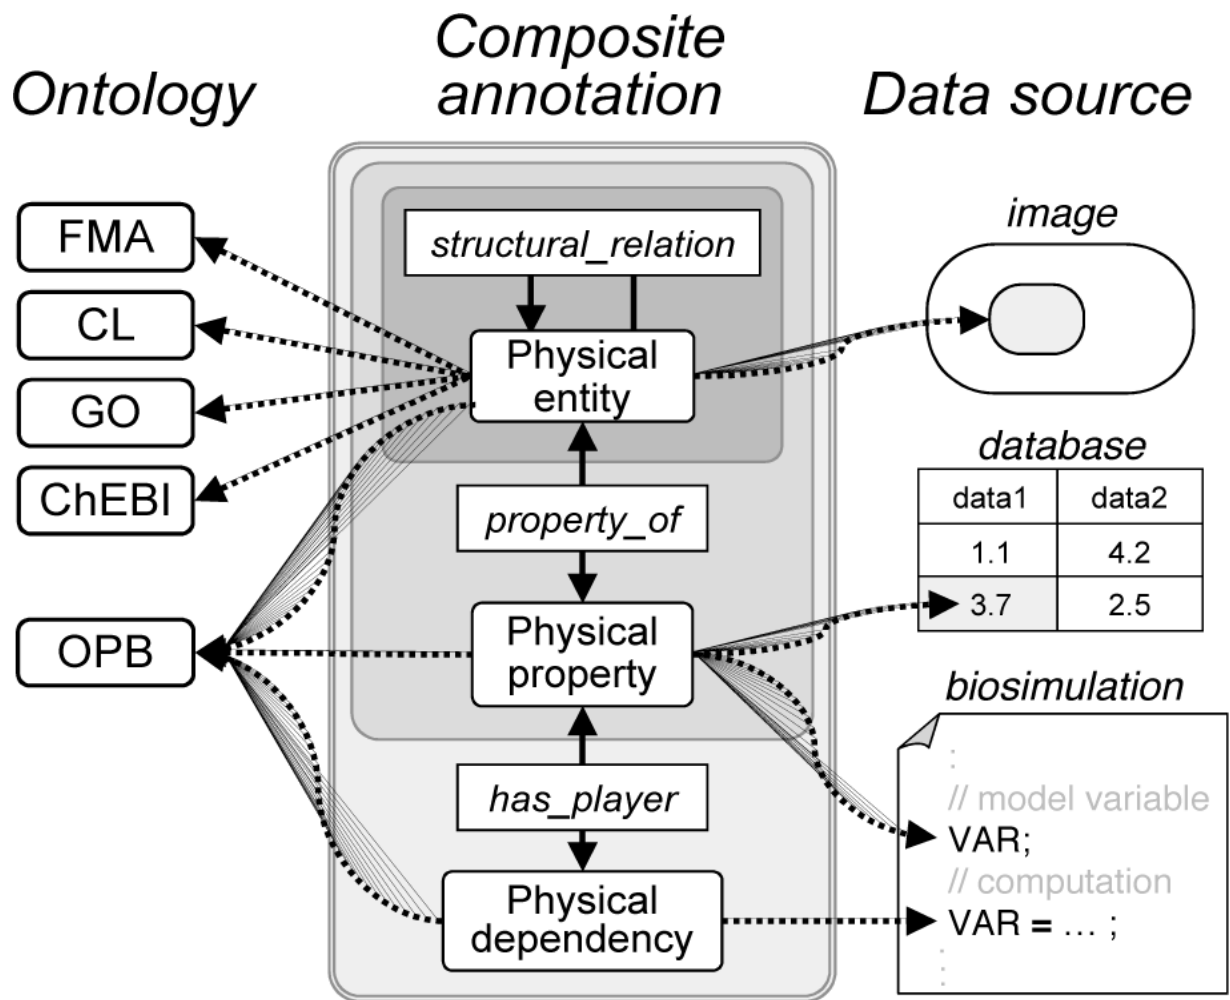 Ontology
Composite
annotation
Data source
FMA
CL
GO
ChEBI
OPB
structural_relation
Physical
entity
property_of
Physical
property
has_player
Physical
dependency
image
database
data1 data2
1.1 4.2
3.7 2.5
biosimulation
:
// model variable
VAR;
// computation
VAR = ... ;
: